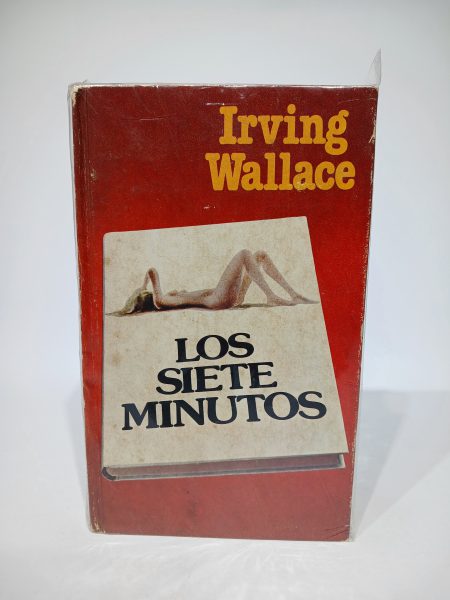 Irving
Wallace
LOS
SIETE
MINUTOS